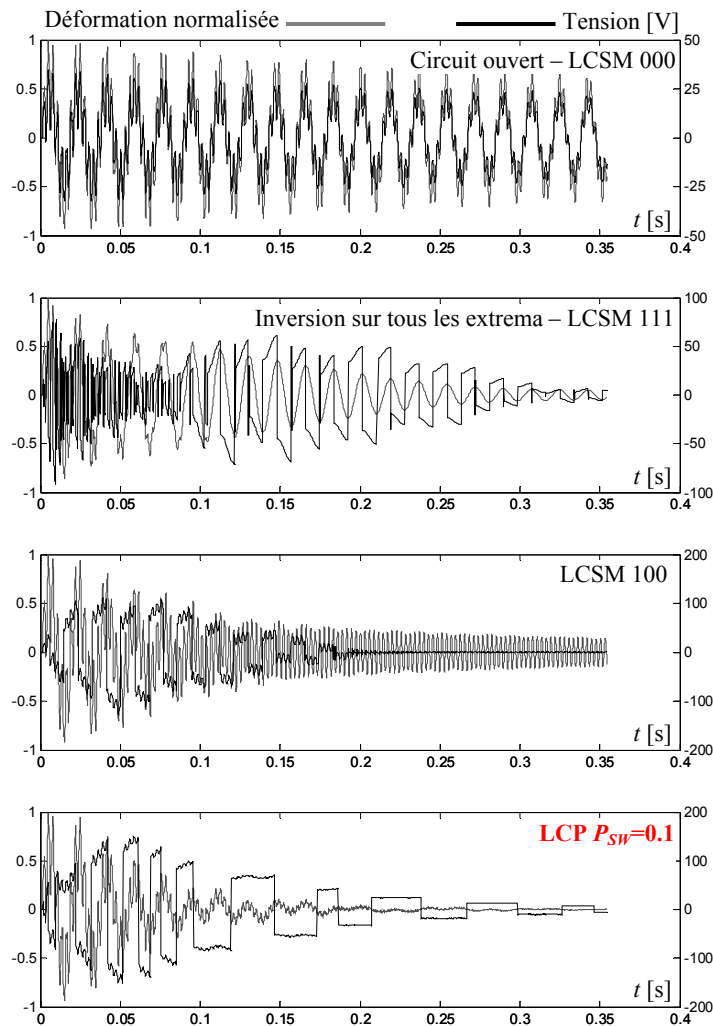 Déformation normalisée Tension [V]
Circuit ouvert – LCSM 000
1 0.5 0 -0.5 -1
50 25 0 -25 -50
t [s]
0 0.05 0.1 0.15 0.2 0.25 0.3 0.35 0.4
Inversion sur tous les extrema – LCSM 111
1 0.5 0 -0.5 -1
100 50 0 -50 -100
t [s]
0 0.05 0.1 0.15 0.2 0.25 0.3 0.35 0.4
LCSM 100
1 0.5 0 -0.5 -1
200 100 0 -100 -200
t [s]
0 0.05 0.1 0.15 0.2 0.25 0.3 0.35 0.4
LCP PSW=0.1
1 0.5 0 -0.5 -1
200 100 0 -100 -200
t [s]
0 0.05 0.1 0.15 0.2 0.25 0.3 0.35 0.4